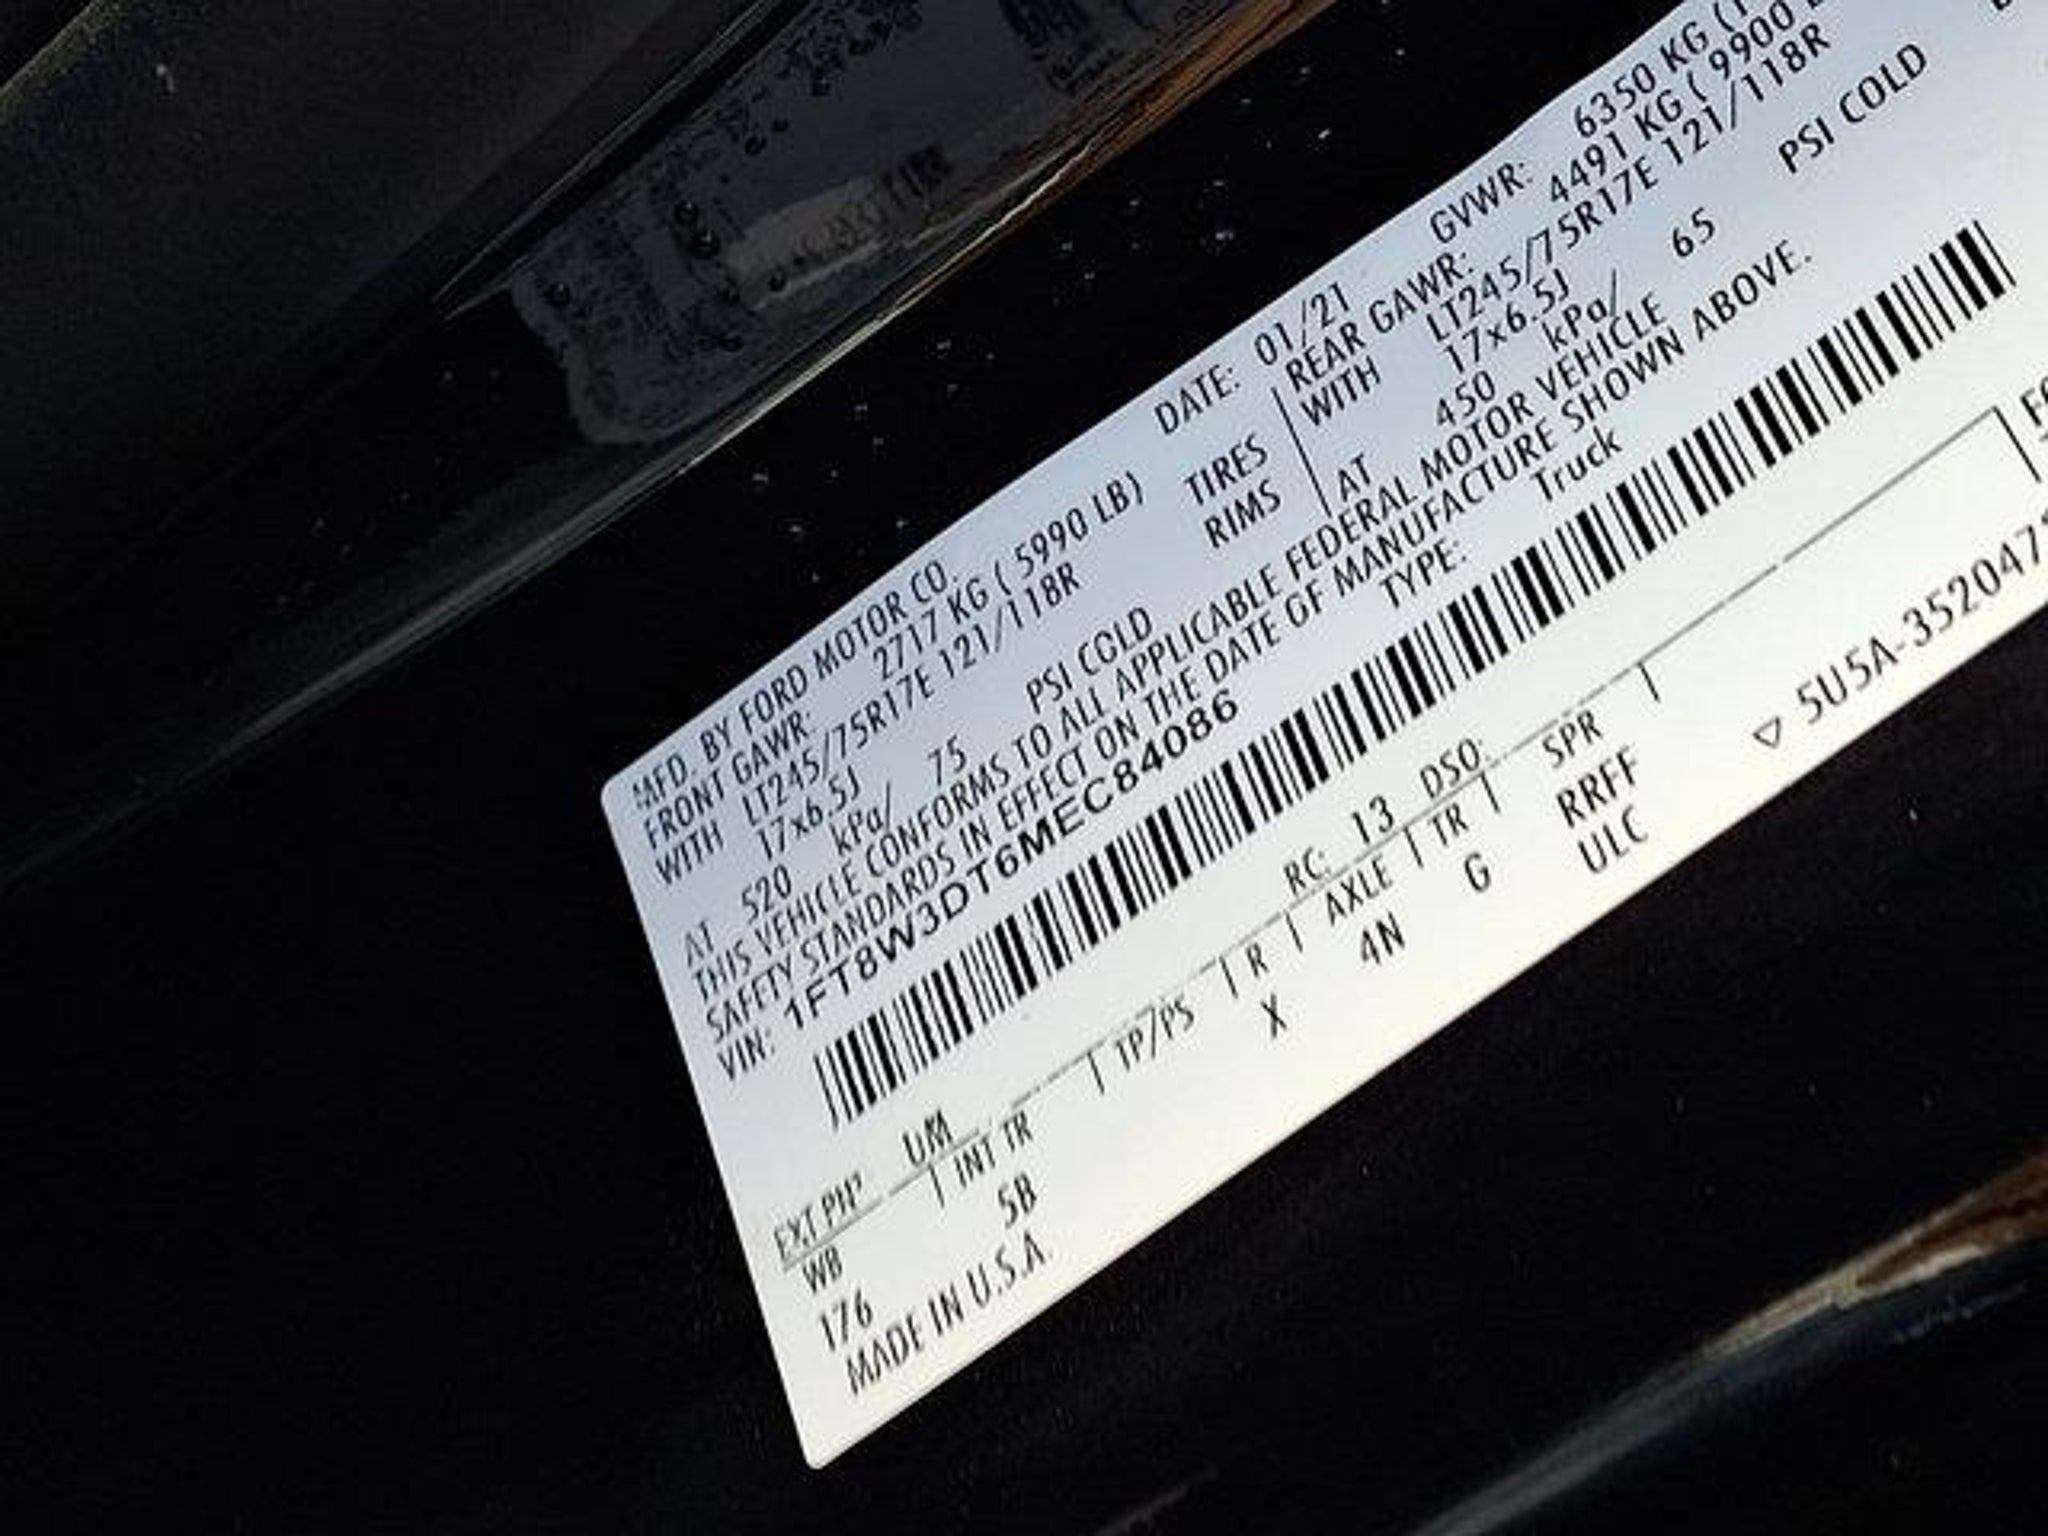 MFD. BY FORD MOTOR CO. DATE: 01/21 GVWR: 6350 KG
FRONT GAWR: 2717 KG ( 5990 LB) REAR GAWR: 4491 KG ( 9900
WITH LT245/75R17E 121/118R TIRES WITH LT245/75R17E 121/118R
17x6.5J RIMS 17x6.5J
AT 520 kPa/ 75 PSI COLD AT 450 kPa/ 65 PSI COLD
THIS VEHICLE CONFORMS TO ALL APPLICABLE FEDERAL MOTOR VEHICLE
SAFETY STANDARDS IN EFFECT ON THE DATE OF MANUFACTURE SHOWN ABOVE.
VIN: 1FT8W3DT6MEC84086 TYPE: Truck
EXT PNT UM RC: 13 DSO:
WB | INT TR | TP/PS | R | AXLE | TR | SPR |
176 5B X 4N G RRFF
MADE IN U.S.A. ULC
▽ 5U5A-352047